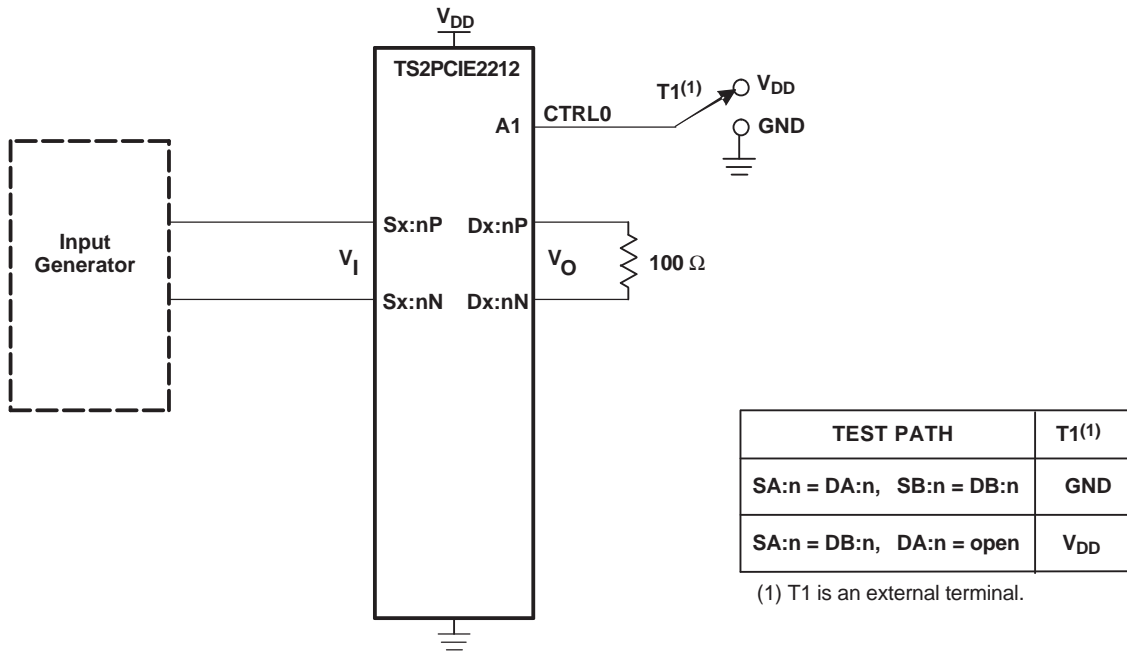 VDD
TS2PCIE2212
T1(1)
VDD
A1
CTRL0
GND
Input
Generator
Sx:nP
Dx:nP
VI
VO
100 Ω
Sx:nN
Dx:nN
TEST PATH
T1(1)
SA:n = DA:n, SB:n = DB:n
GND
SA:n = DB:n, DA:n = open
VDD
(1) T1 is an external terminal.